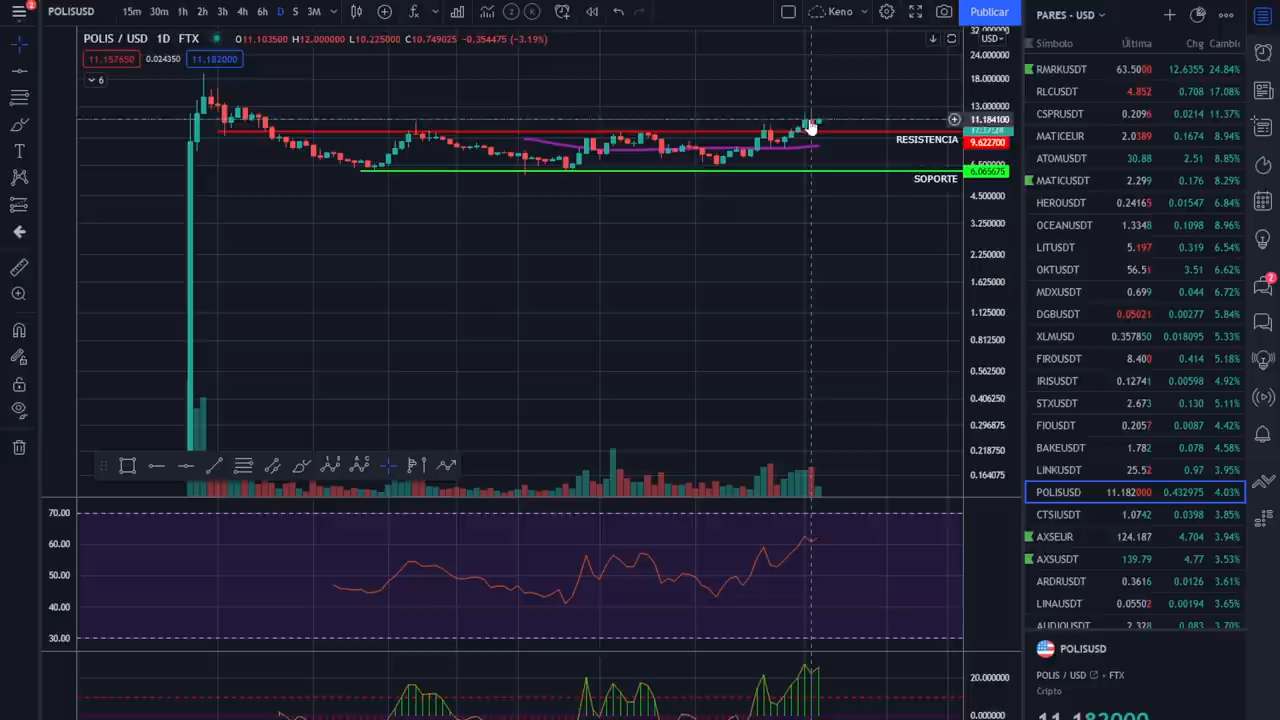 2
POLISUSD 15m 30m 1h 2h 3h 4h 6h D S 3M Keno Publicar
POLIS / USD 1D FTX O11.103500 H12.000000 L10.225000 C10.749025 -0.354475 (-3.19%)
11.157650 0.024350 11.182000
6
USD
24.000000
18.000000
13.000000
11.184100
RESISTENCIA 9.622700
6.065675
SOPORTE
4.500000
3.250000
2.250000
1.625000
1.125000
0.812500
0.562500
0.406250
0.296875
0.218750
0.164075
70.00
60.00
50.00
40.00
30.00
20.000000
0.000000
PARES - USD
Símbolo Última Chg Cambio
RMRKUSDT 63.5000 12.6355 24.84%
RLCUSDT 4.852 0.708 17.08%
CSPRUSDT 0.2096 0.0214 11.37%
MATICEUR 2.0389 0.1674 8.94%
ATOMUSDT 30.88 2.51 8.85%
MATICUSDT 2.299 0.176 8.29%
HEROUSDT 0.24165 0.01547 6.84%
OCEANUSDT 1.3348 0.1098 8.96%
LITUSDT 5.197 0.319 6.54%
OKTUSDT 56.51 3.51 6.62%
MDXUSDT 0.699 0.044 6.72%
DGBUSDT 0.05021 0.00277 5.84%
XLMUSDT 0.357850 0.018095 5.33%
FIROUSDT 8.400 0.414 5.18%
IRISUSDT 0.12741 0.00598 4.92%
STXUSDT 2.673 0.130 5.11%
FIOUSDT 0.2057 0.0087 4.42%
BAKEUSDT 1.782 0.078 4.58%
LINKUSDT 25.52 0.97 3.95%
POLISUSD 11.182000 0.432975 4.03%
CTSIUSDT 1.0742 0.0398 3.85%
AXSEUR 124.187 4.704 3.94%
AXSUSDT 139.79 4.77 3.53%
ARDRUSDT 0.3616 0.0126 3.61%
LINAUSDT 0.05502 0.00194 3.65%
AUDIOUSDT 2.328 0.083 3.70%
POLISUSD
POLIS / USD FTX
Cripto
11.182000
2